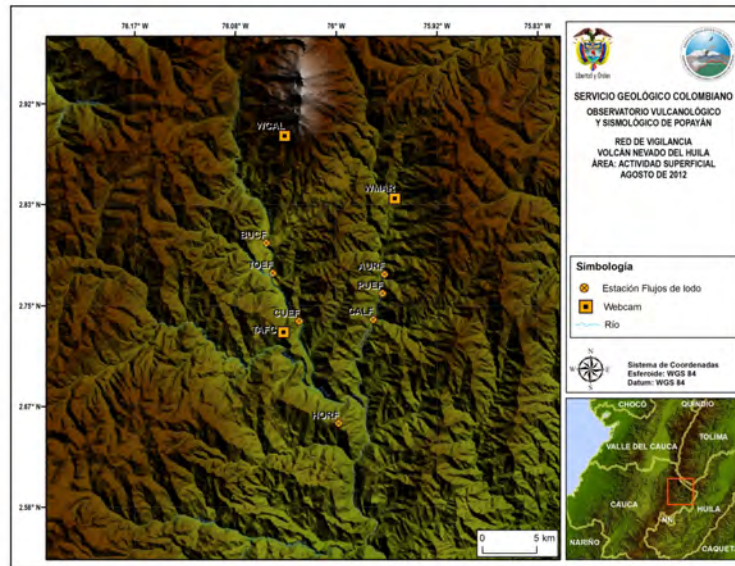 76.17° W
76.08° W
76° W
75.92° W
75.83° W
2.92° N
2.83° N
2.75° N
2.67° N
2.58° N
WCAL
WMAR
BUCF
TOEF
AURF
PUEF
CUEF
CALF
TAFC
HORF
0 5 km
Libertad y Orden
SERVICIO GEOLÓGICO COLOMBIANO
OBSERVATORIO VULCANOLÓGICO
Y SISMOLÓGICO DE POPAYÁN
RED DE VIGILANCIA
VOLCÁN NEVADO DEL HUILA
ÁREA: ACTIVIDAD SUPERFICIAL
AGOSTO DE 2012
Simbología
Estación Flujos de lodo
Webcam
Río
N
W E
S
Sistema de Coordenadas
Esferoide: WGS 84
Datum: WGS 84
CHOCÓ
QUINDIO
TOLIMA
VALLE DEL CAUCA
CAUCA
HUILA
NN
NARIÑO
CAQUETA